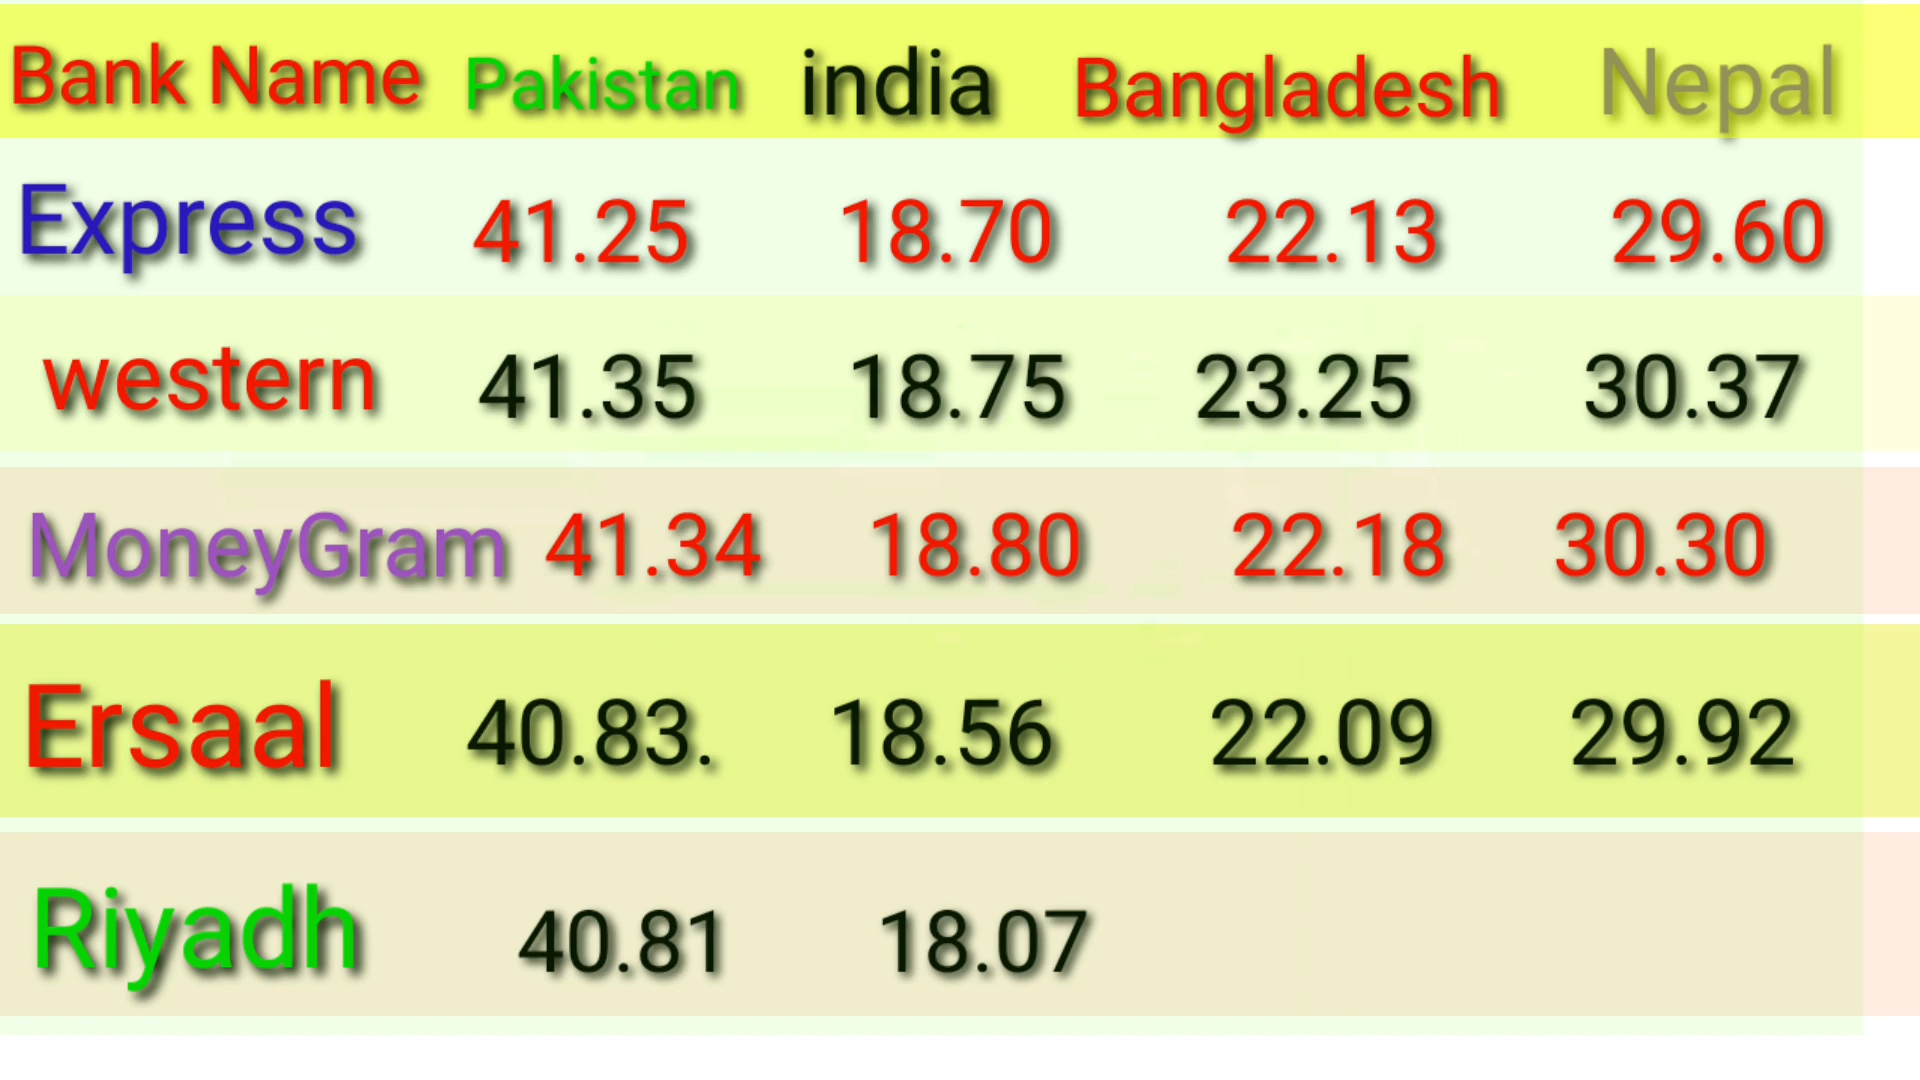 Bank Name Pakistan india Bangladesh Nepal
Express 41.25 18.70 22.13 29.60
western 41.35 18.75 23.25 30.37
MoneyGram 41.34 18.80 22.18 30.30
Ersaal 40.83. 18.56 22.09 29.92
Riyadh 40.81 18.07